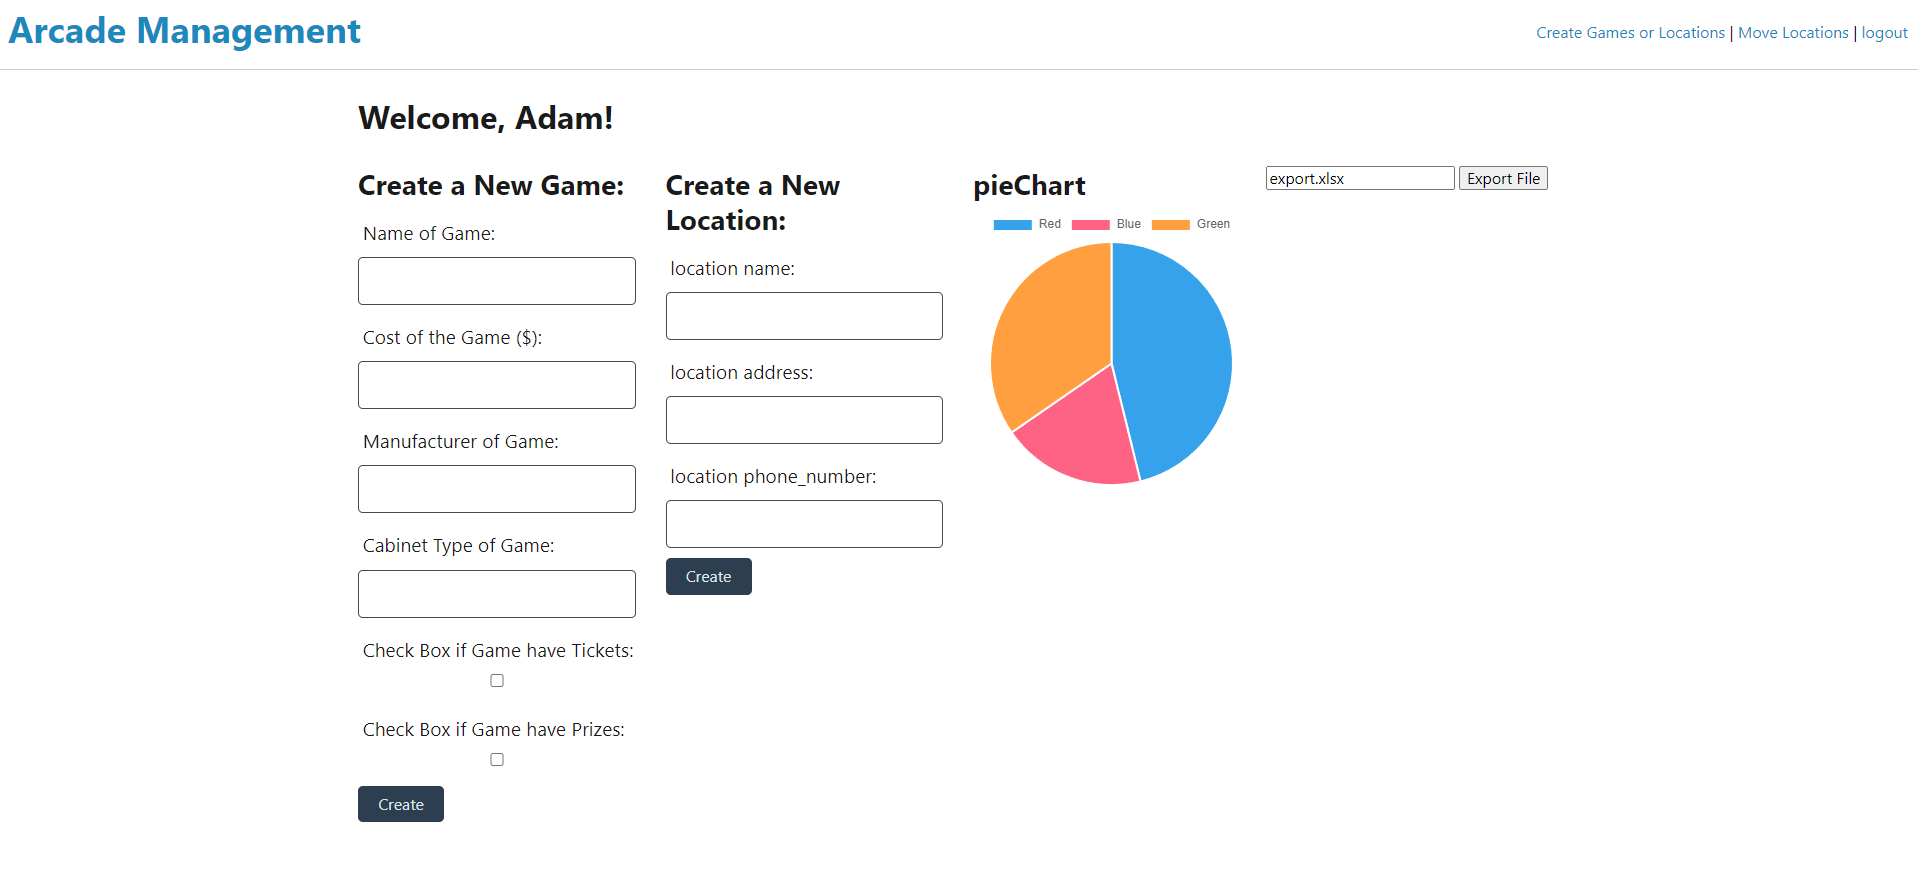 Arcade Management
Create Games or Locations | Move Locations | logout
Welcome, Adam!
Create a New Game:
Name of Game:
Cost of the Game ($):
Manufacturer of Game:
Cabinet Type of Game:
Check Box if Game have Tickets:
Check Box if Game have Prizes:
Create
Create a New
Location:
location name:
location address:
location phone_number:
Create
pieChart
Red Blue Green
export.xlsx Export File